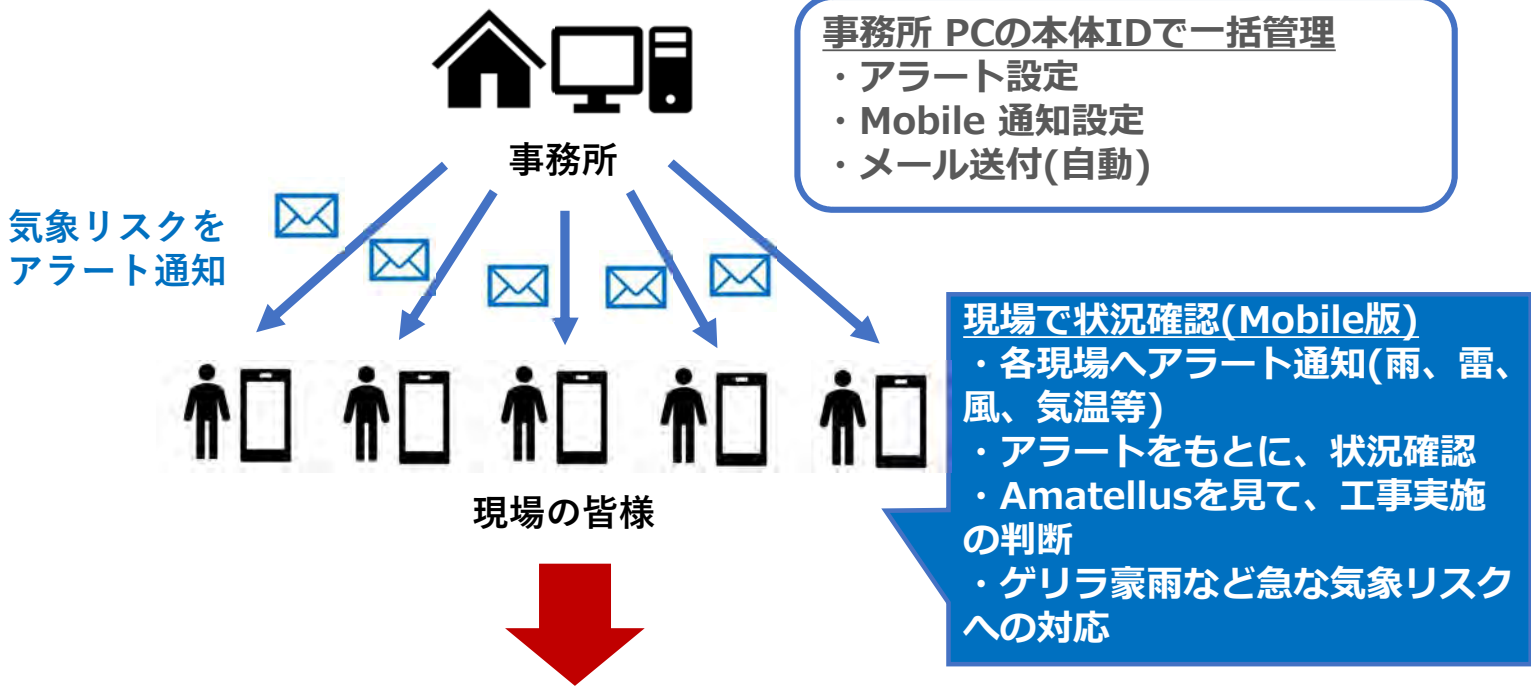 事務所 PCの本体IDで一括管理
・アラート設定
・Mobile 通知設定
・メール送付(自動)
事務所
気象リスクを
アラート通知
現場で状況確認(Mobile版)
・各現場へアラート通知(雨、雷、
風、気温等)
・アラートをもとに、状況確認
・Amatellusを見て、工事実施
の判断
・ゲリラ豪雨など急な気象リスク
への対応
現場の皆様